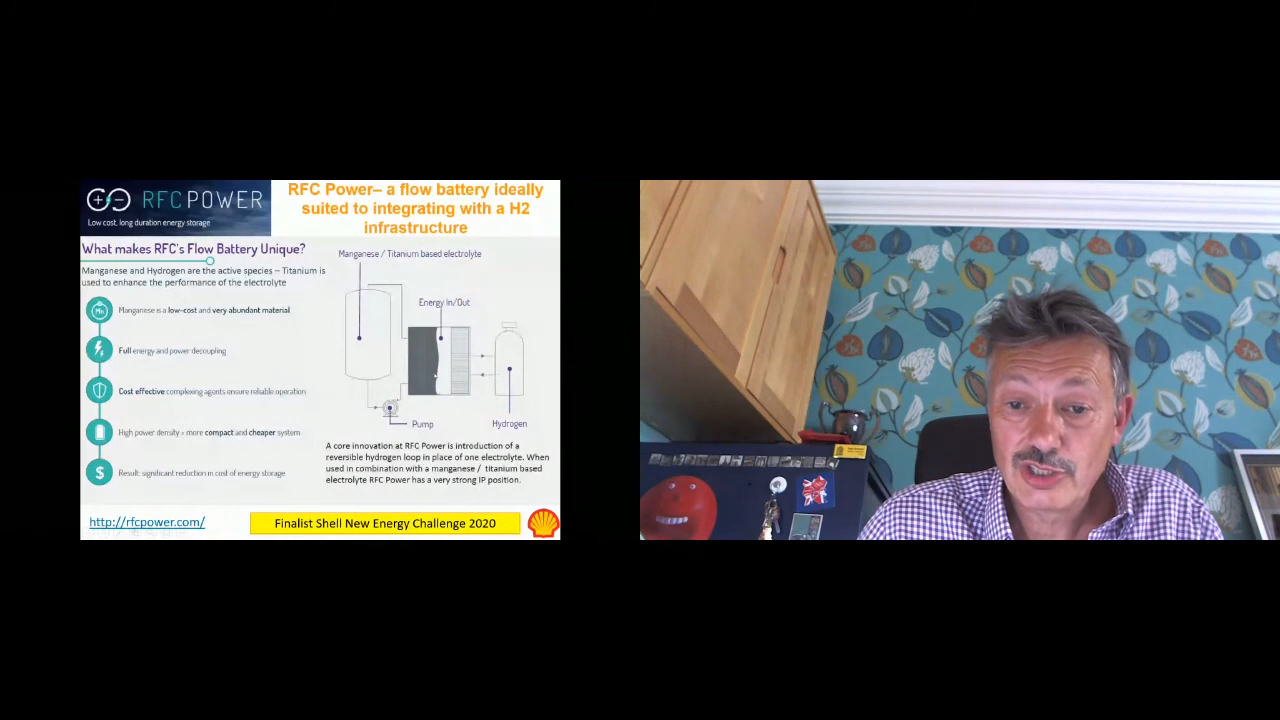 RFC POWER
Low cost, long duration energy storage
RFC Power– a flow battery ideally
suited to integrating with a H2
infrastructure
What makes RFC's Flow Battery Unique?
Manganese and Hydrogen are the active species – Titanium is
used to enhance the performance of the electrolyte
Mn
Manganese is a low-cost and very abundant material
Full energy and power decoupling
Cost effective complexing agents ensure reliable operation
High power density = more compact and cheaper system
$
Result: significant reduction in cost of energy storage
Manganese / Titanium based electrolyte
Energy In/Out
Pump
Hydrogen
A core innovation at RFC Power is introduction of a
reversible hydrogen loop in place of one electrolyte. When
used in combination with a manganese / titanium based
electrolyte RFC Power has a very strong IP position.
http://rfcpower.com/
Finalist Shell New Energy Challenge 2020